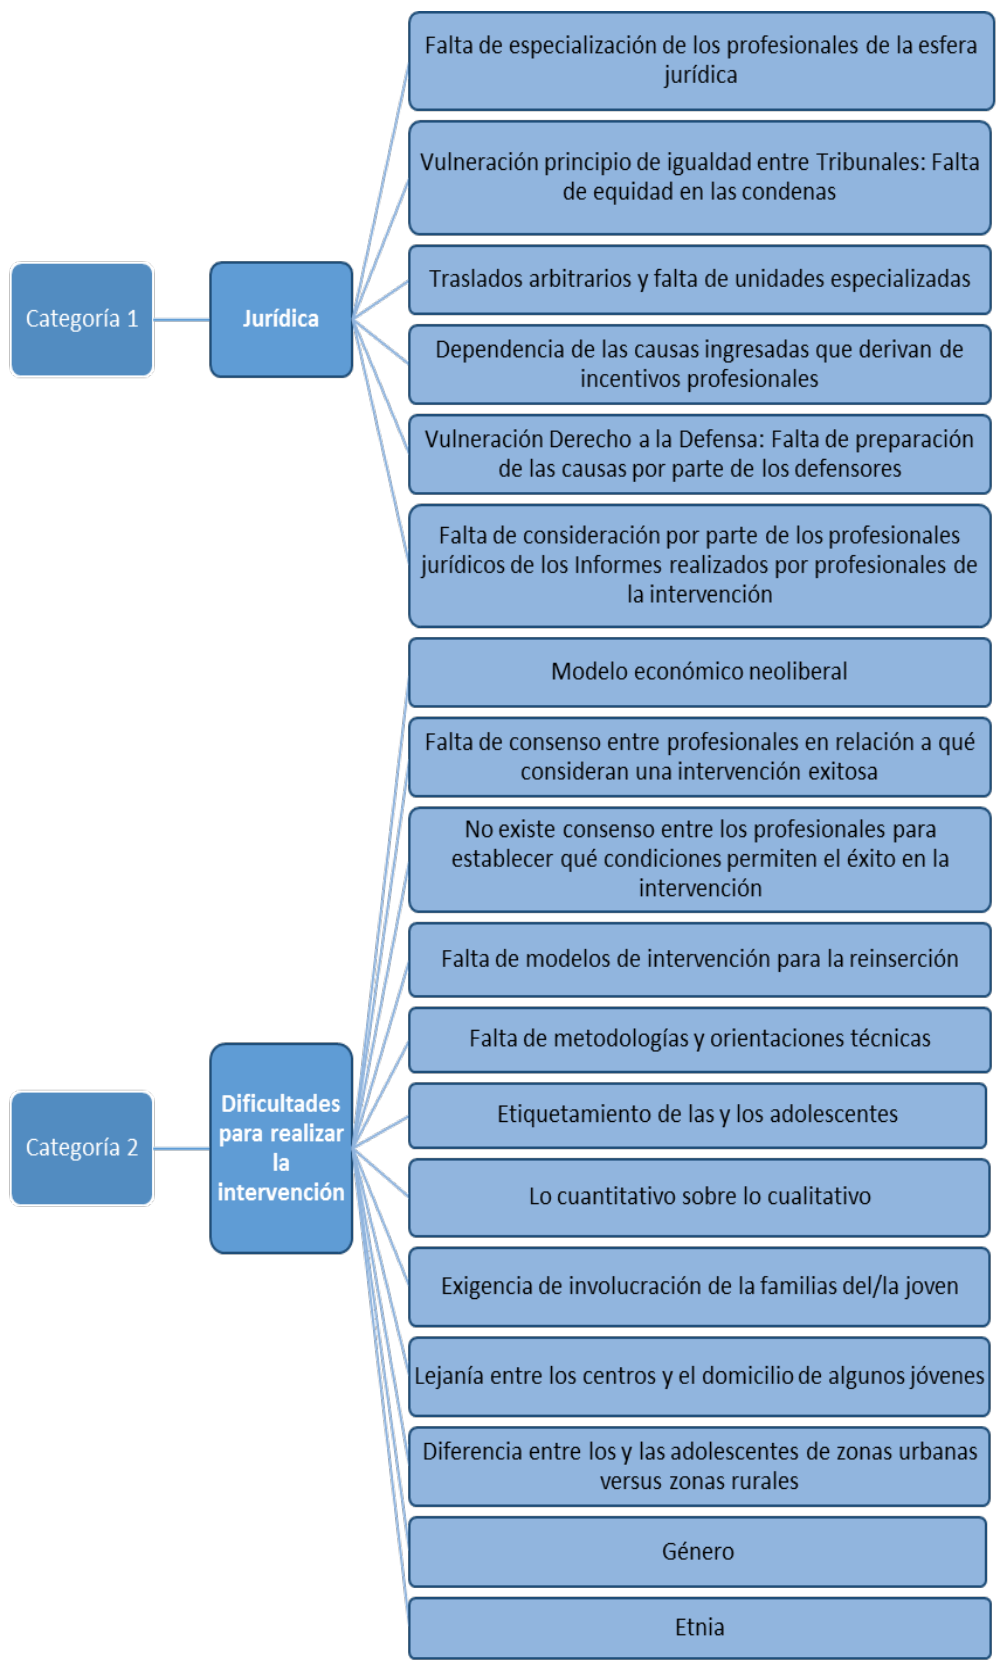 Categoría 1
Jurídica
Falta de especialización de los profesionales de la esfera
jurídica
Vulneración principio de igualdad entre Tribunales: Falta
de equidad en las condenas
Traslados arbitrarios y falta de unidades especializadas
Dependencia de las causas ingresadas que derivan de
incentivos profesionales
Vulneración Derecho a la Defensa: Falta de preparación
de las causas por parte de los defensores
Falta de consideración por parte de los profesionales
jurídicos de los Informes realizados por profesionales de
la intervención
Categoría 2
Dificultades
para realizar
la
intervención
Modelo económico neoliberal
Falta de consenso entre profesionales en relación a qué
consideran una intervención exitosa
No existe consenso entre los profesionales para
establecer qué condiciones permiten el éxito en la
intervención
Falta de modelos de intervención para la reinserción
Falta de metodologías y orientaciones técnicas
Etiquetamiento de las y los adolescentes
Lo cuantitativo sobre lo cualitativo
Exigencia de involucración de la familias del/la joven
Lejanía entre los centros y el domicilio de algunos jóvenes
Diferencia entre los y las adolescentes de zonas urbanas
versus zonas rurales
Género
Etnia